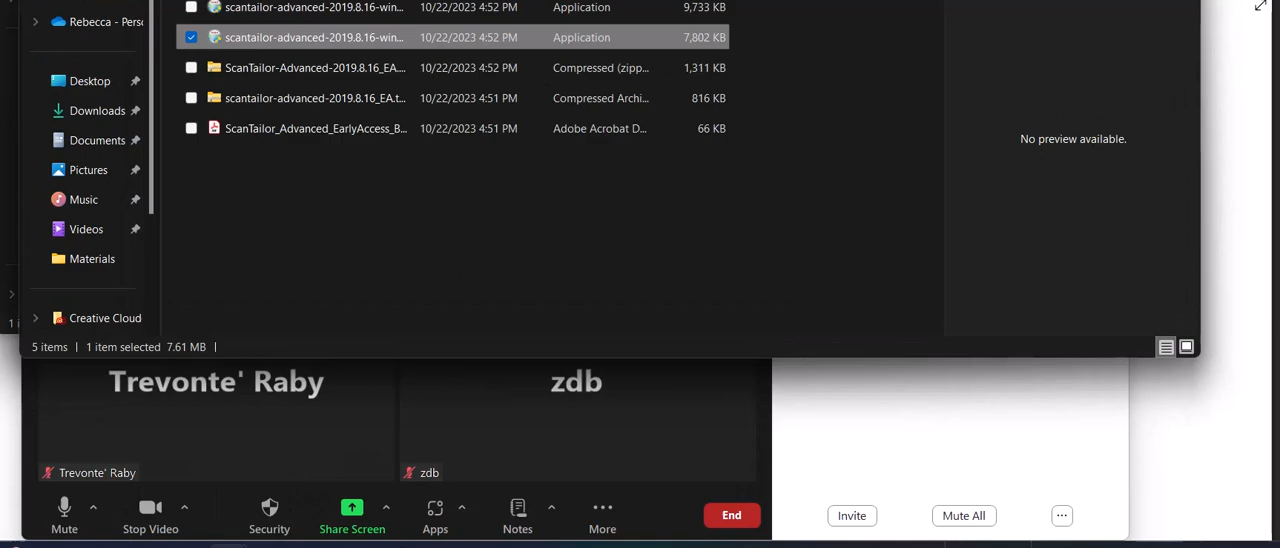 scantailor-advanced-2019.8.16-win... 10/22/2023 4:52 PM Application 9,733 KB
Rebecca - Perso
scantailor-advanced-2019.8.16-win... 10/22/2023 4:52 PM Application 7,802 KB
ScanTailor-Advanced-2019.8.16_EA.... 10/22/2023 4:52 PM Compressed (zipp... 1,311 KB
Desktop
scantailor-advanced-2019.8.16_EA.t... 10/22/2023 4:51 PM Compressed Archi... 816 KB
Downloads
ScanTailor_Advanced_EarlyAccess_B... 10/22/2023 4:51 PM Adobe Acrobat D... 66 KB
Documents
No preview available.
Pictures
Music
Videos
Materials
Creative Cloud
5 items | 1 item selected 7.61 MB |
Trevonte' Raby
zdb
Trevonte' Raby
zdb
Mute
Stop Video
Security
Share Screen
Apps
Notes
More
End
Invite
Mute All
...